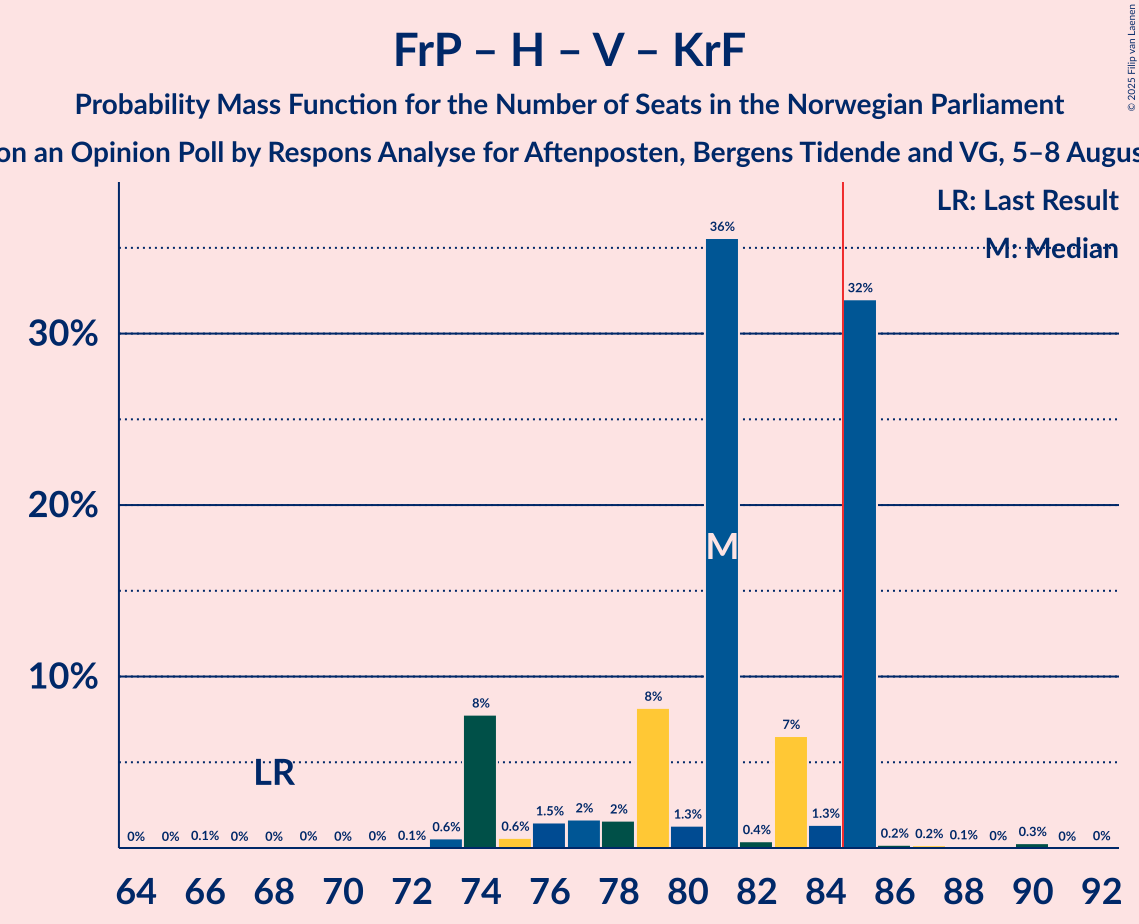 FrP – H – V – KrF
Probability Mass Function for the Number of Seats in the Norwegian Parliament
on an Opinion Poll by Respons Analyse for Aftenposten, Bergens Tidende and VG, 5–8 Augus
© 2025 Filip van Laenen
LR: Last Result
M: Median
36%
32%
30%
20%
M
10%
8%
8%
7%
LR
0% 0% 0.1% 0% 0% 0% 0% 0% 0.1% 0.6% 0.6% 1.5% 2% 2% 1.3% 0.4% 1.3% 0.2% 0.2% 0.1% 0% 0.3% 0% 0%
64 66 68 70 72 74 76 78 80 82 84 86 88 90 92